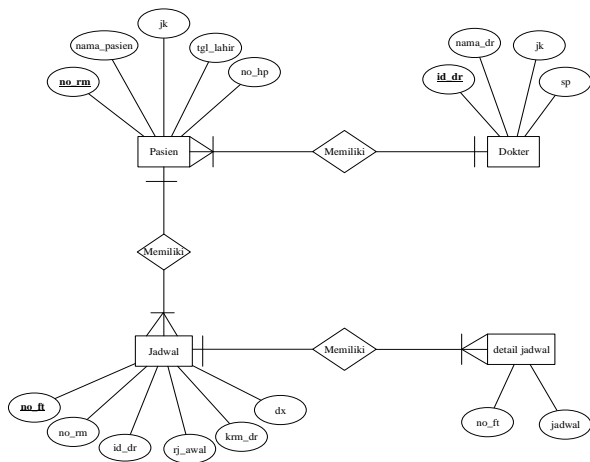 jk
nama_pasien
tgl_lahir
no_hp
no_rm
nama_dr
jk
id_dr
sp
Pasien
Memiliki
Dokter
Memiliki
Jadwal
Memiliki
detail jadwal
no_ft
no_rm
id_dr
rj_awal
krm_dr
dx
no_ft
jadwal